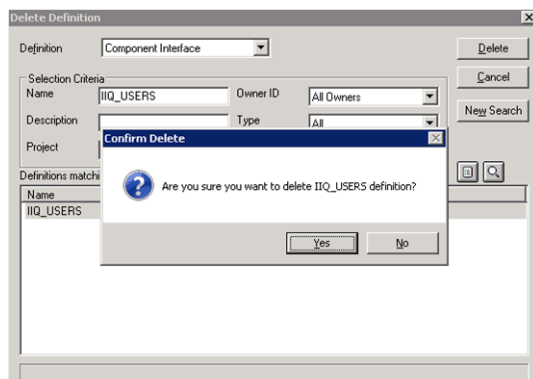 Delete Definition
Definition Component Interface Delete
Selection Criteria Cancel
Name IIQ_USERS Owner ID All Owners
New Search
Description Type All
Project
Confirm Delete
Definitions matchi
Are you sure you want to delete IIQ_USERS definition?
Name
IIQ_USERS
Yes No